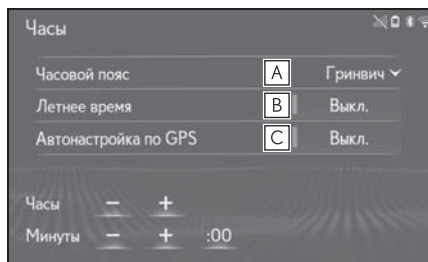 Часы
Часовой пояс A Гринвич
Летнее время B Выкл.
Автонастройка по GPS C Выкл.
Часы − +
Минуты − + :00